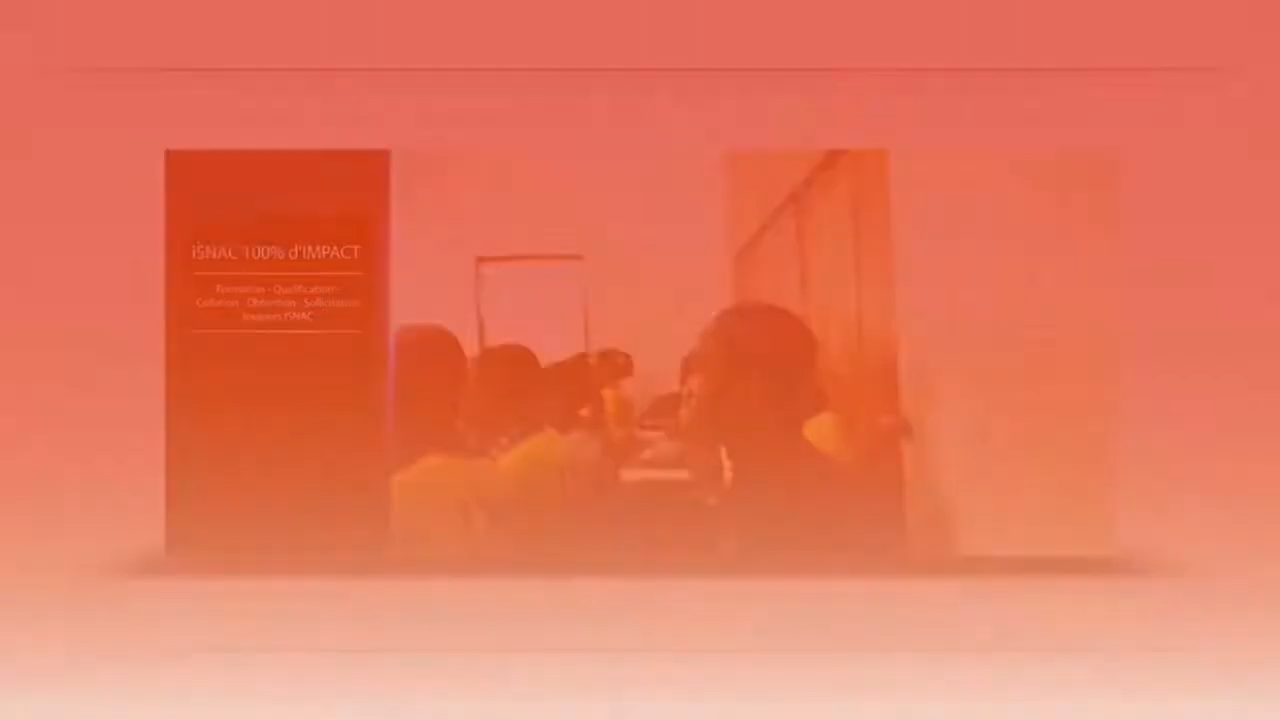 iSNAC 100% d'IMPACT
Formation - Qualification -
Collation - Obtention - Sollicitation
toujours ISNAC